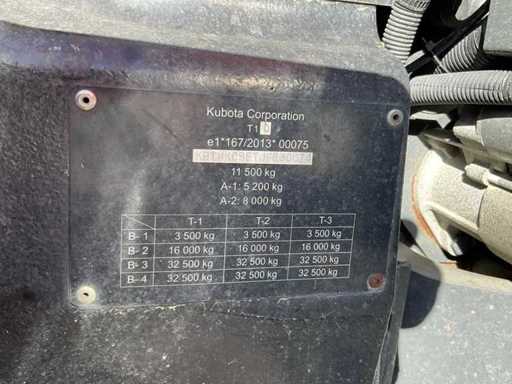 Kubota Corporation
T1
e1*167/2013*00075
11 500 kg
A-1: 5 200 kg
A-2: 8 000 kg
T-1 T-2 T-3
B- 1 3 500 kg 3 500 kg 3 500 kg
B- 2 16 000 kg 16 000 kg 16 000 kg
B- 3 32 500 kg 32 500 kg 32 500 kg
B- 4 32 500 kg 32 500 kg 32 500 kg